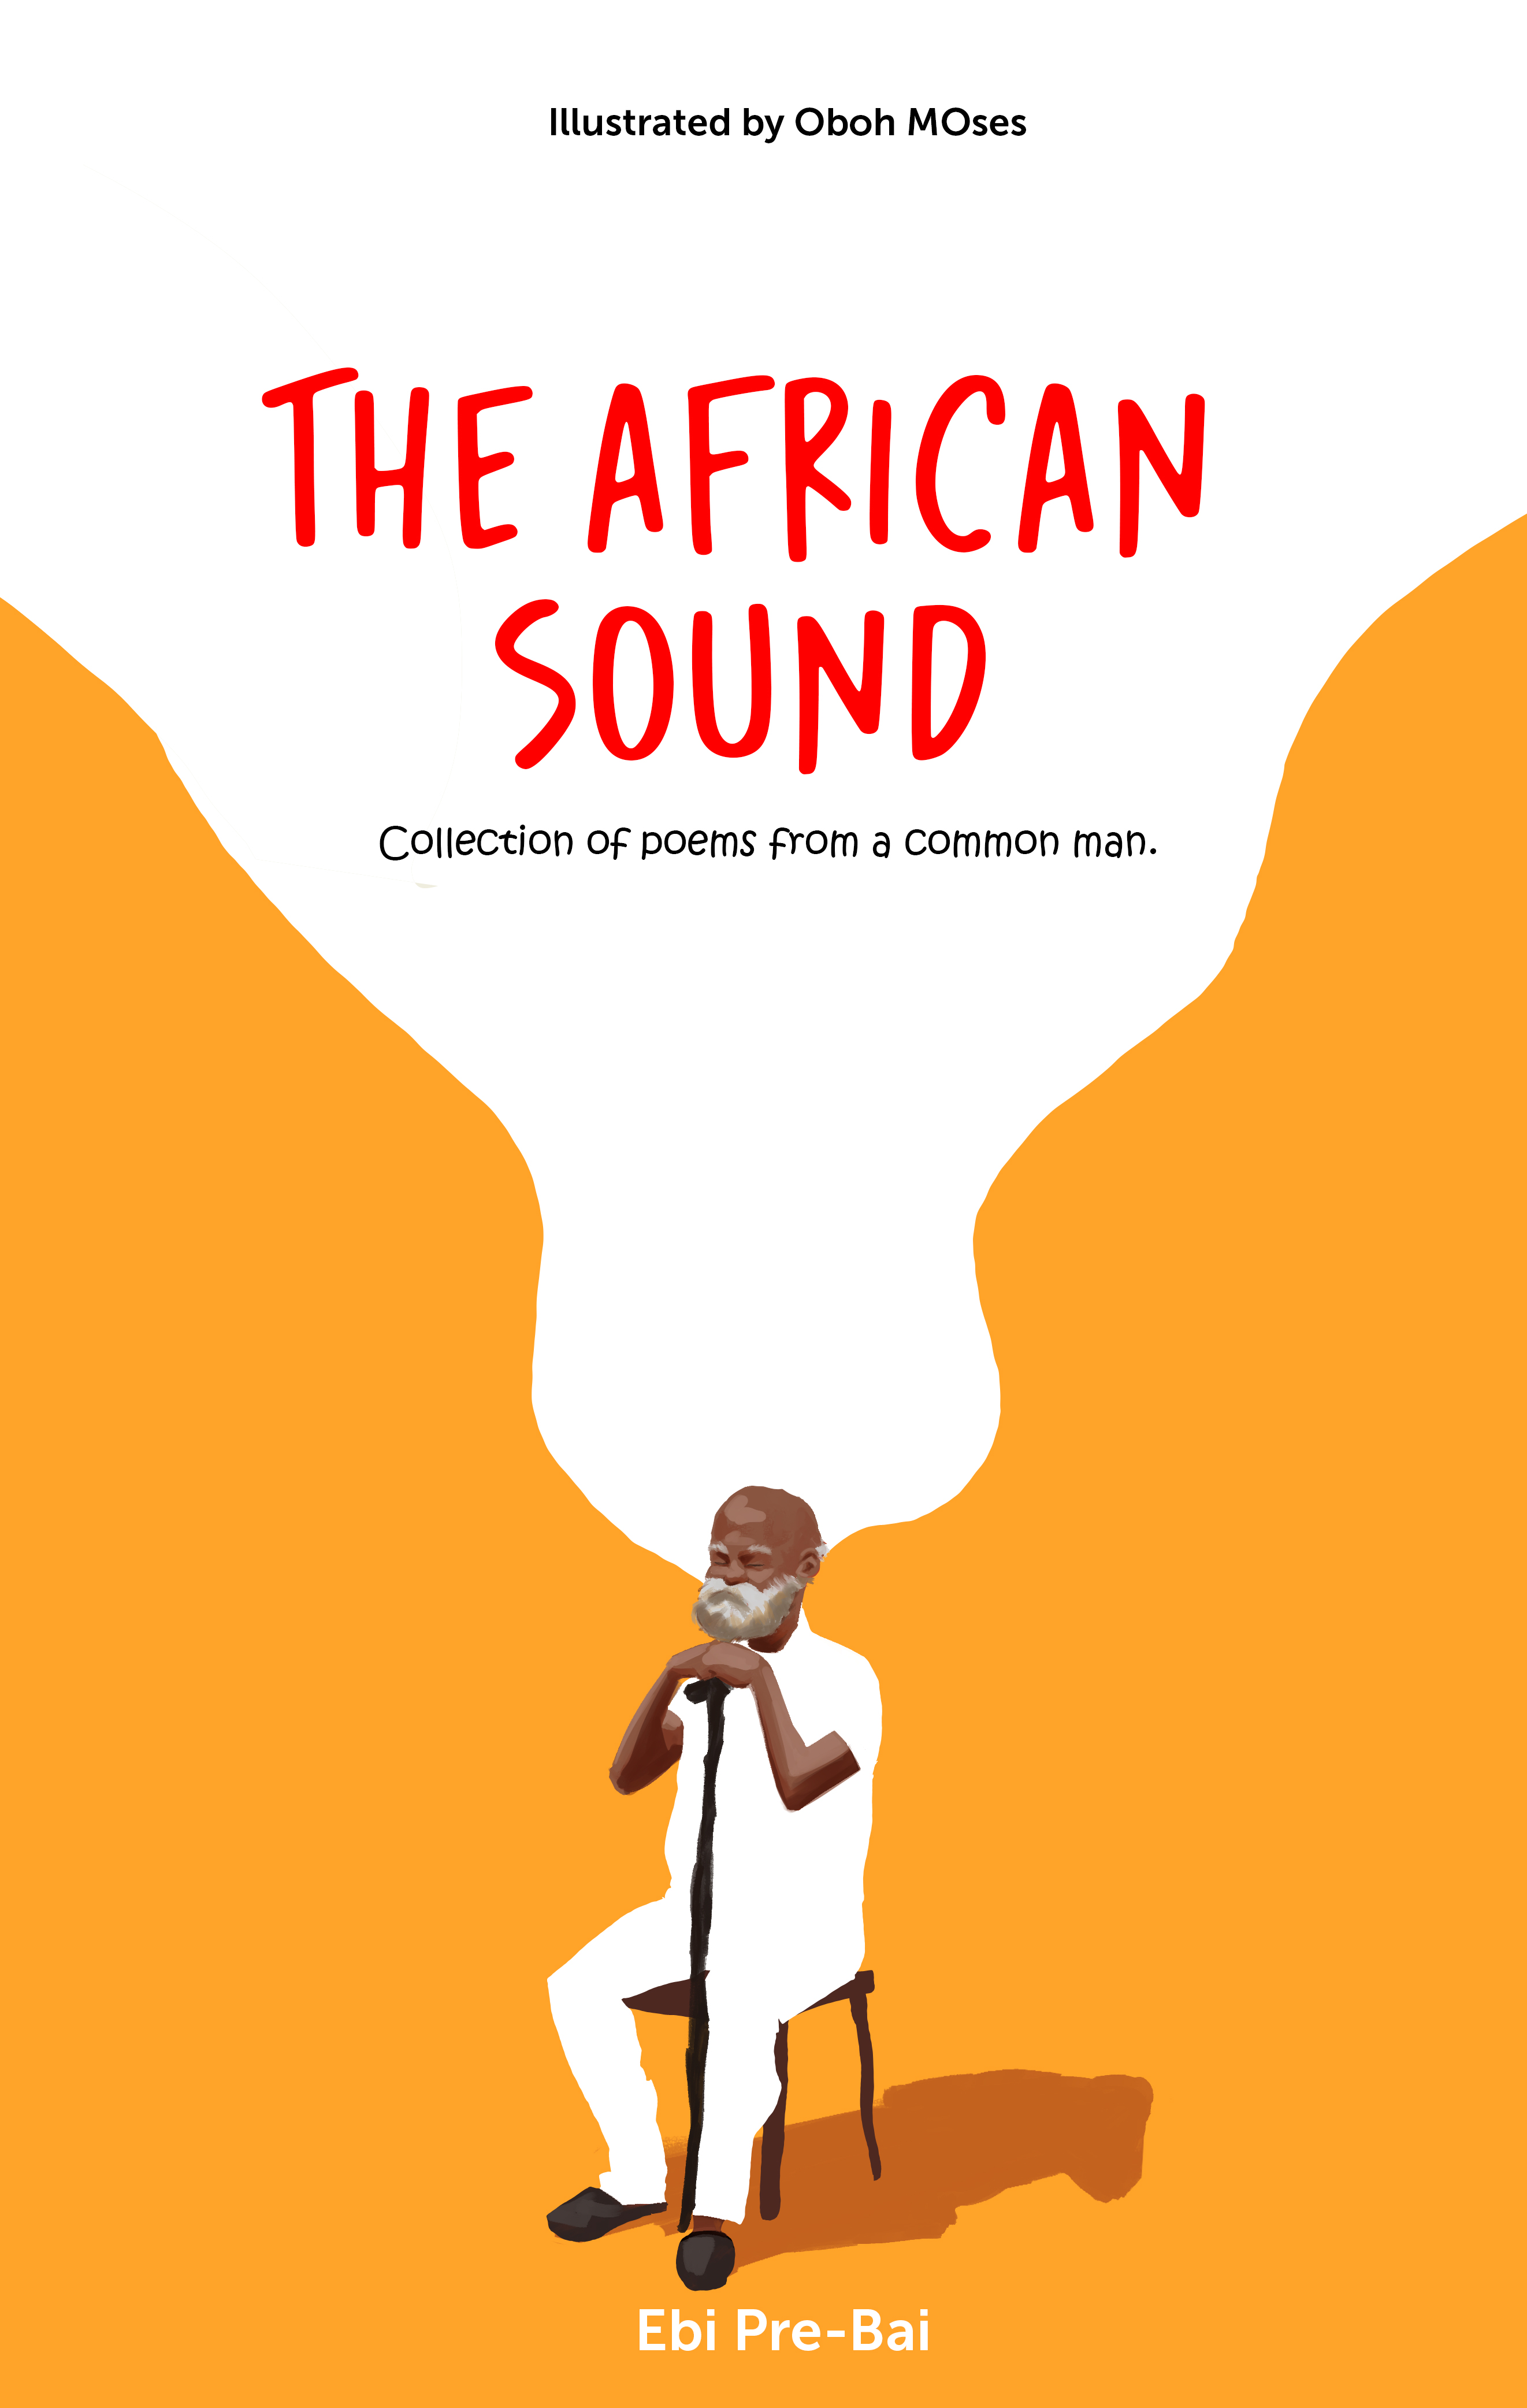 Illustrated by Oboh MOses
THE AFRICAN
SOUND
Collection of poems from a common man.
Ebi Pre-Bai